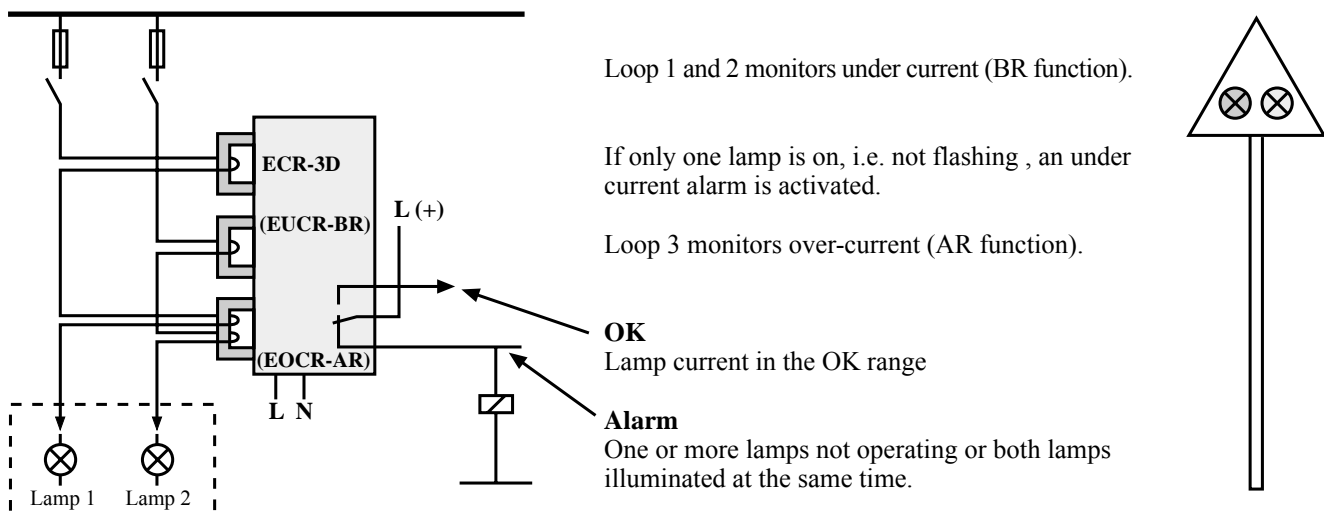 ECR-3D
(EUCR-BR)
L (+)
(EOCR-AR)
L N
Lamp 1 Lamp 2
Loop 1 and 2 monitors under current (BR function).
If only one lamp is on, i.e. not flashing , an under
current alarm is activated.
Loop 3 monitors over-current (AR function).
OK
Lamp current in the OK range
Alarm
One or more lamps not operating or both lamps
illuminated at the same time.